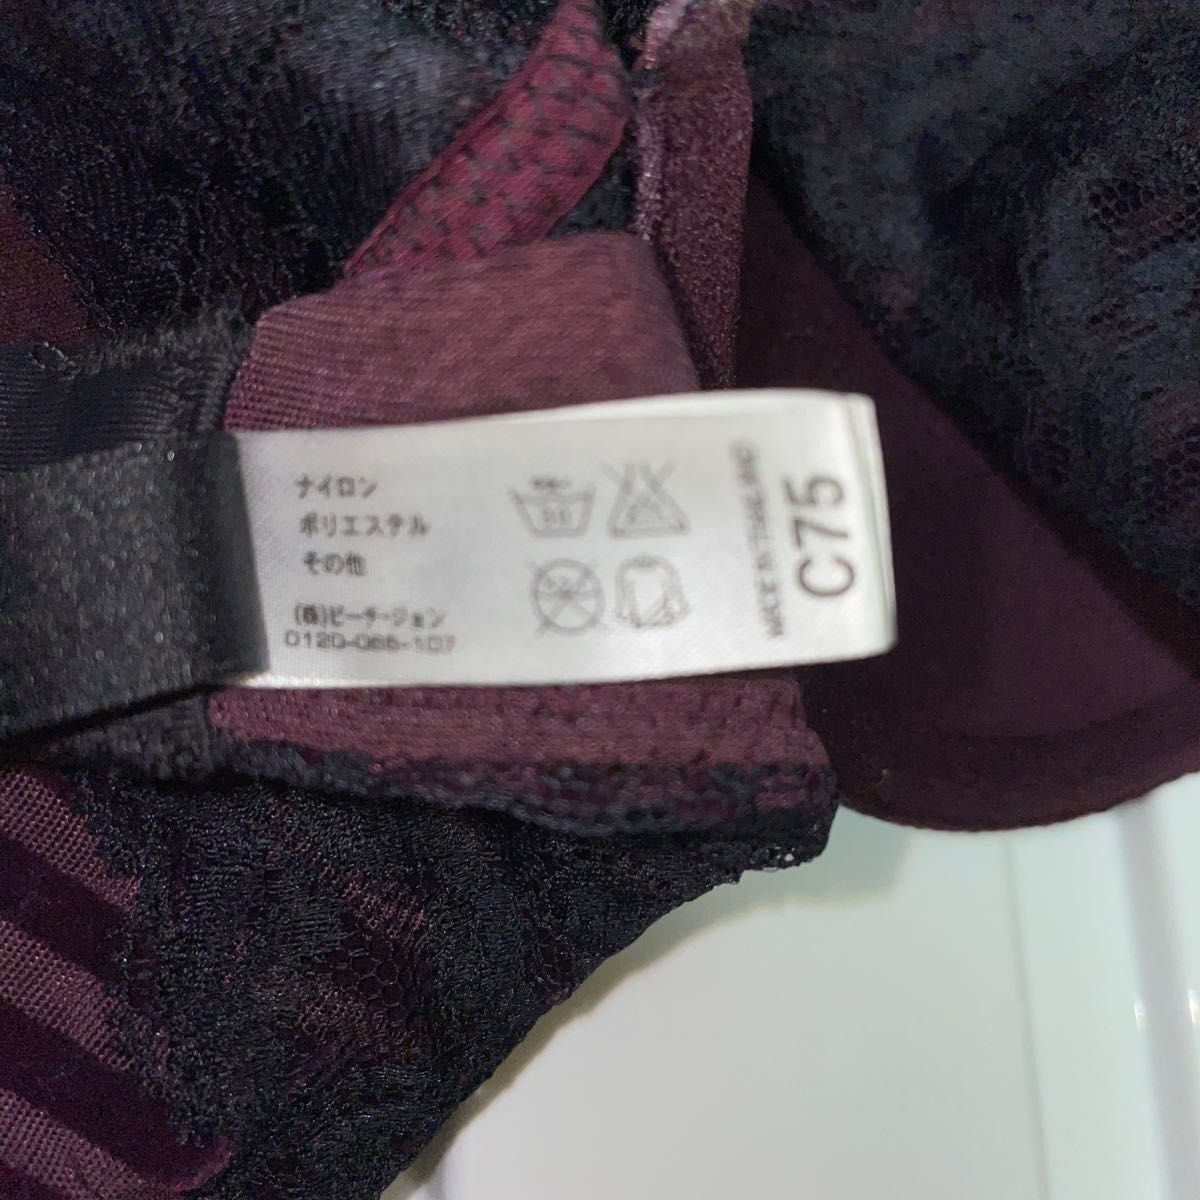 ナイロン
ポリエステル
その他
(株)ピーチ・ジョン
0120-066-107
C75
MADE IN THAILAND